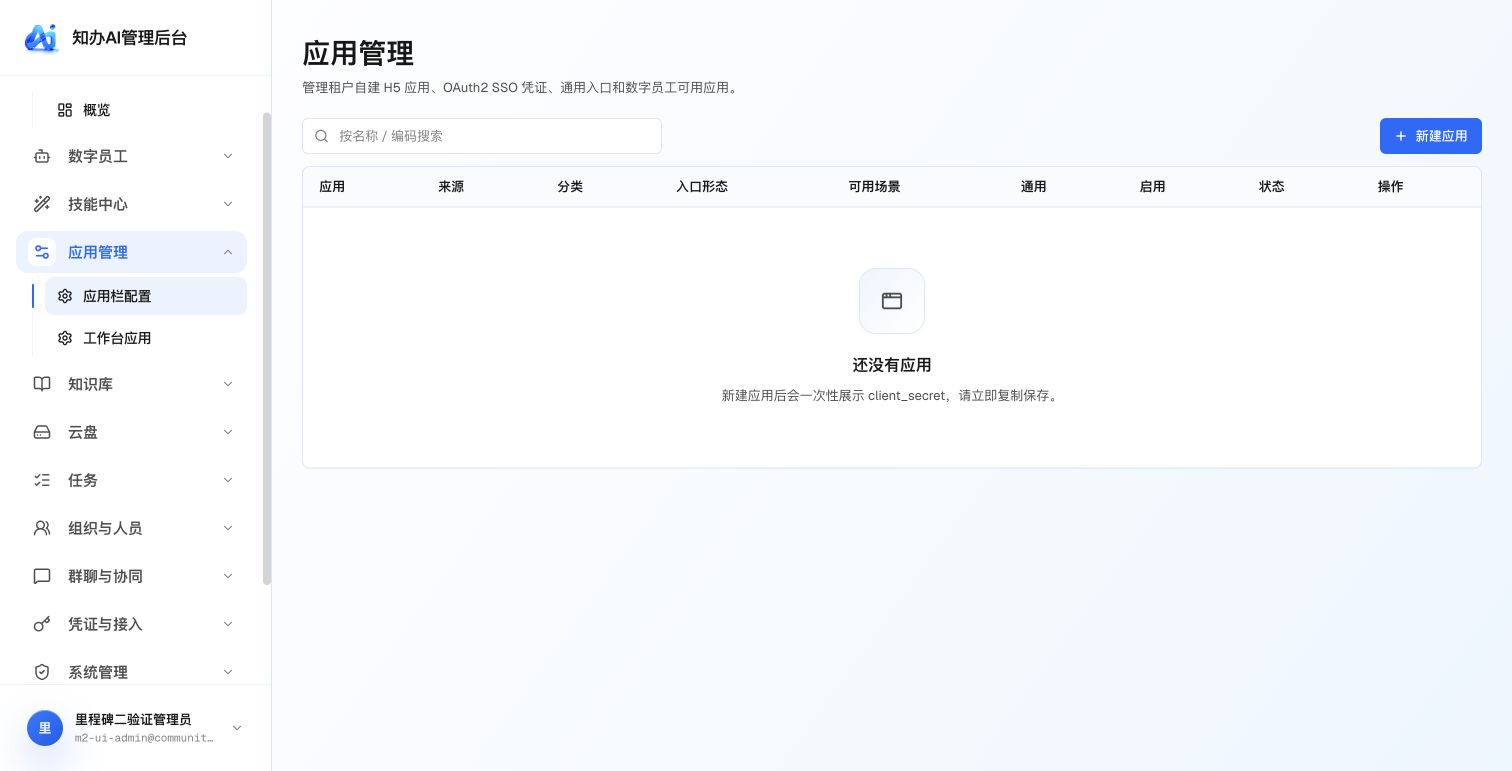 知办AI管理后台
概览
数字员工
技能中心
应用管理
应用栏配置
工作台应用
知识库
云盘
任务
组织与人员
群聊与协同
凭证与接入
系统管理
里
里程碑二验证管理员
m2-ui-admin@communit…
应用管理
管理租户自建 H5 应用、OAuth2 SSO 凭证、通用入口和数字员工可用应用。
按名称 / 编码搜索
新建应用
应用 来源 分类 入口形态 可用场景 通用 启用 状态 操作
还没有应用
新建应用后会一次性展示 client_secret，请立即复制保存。